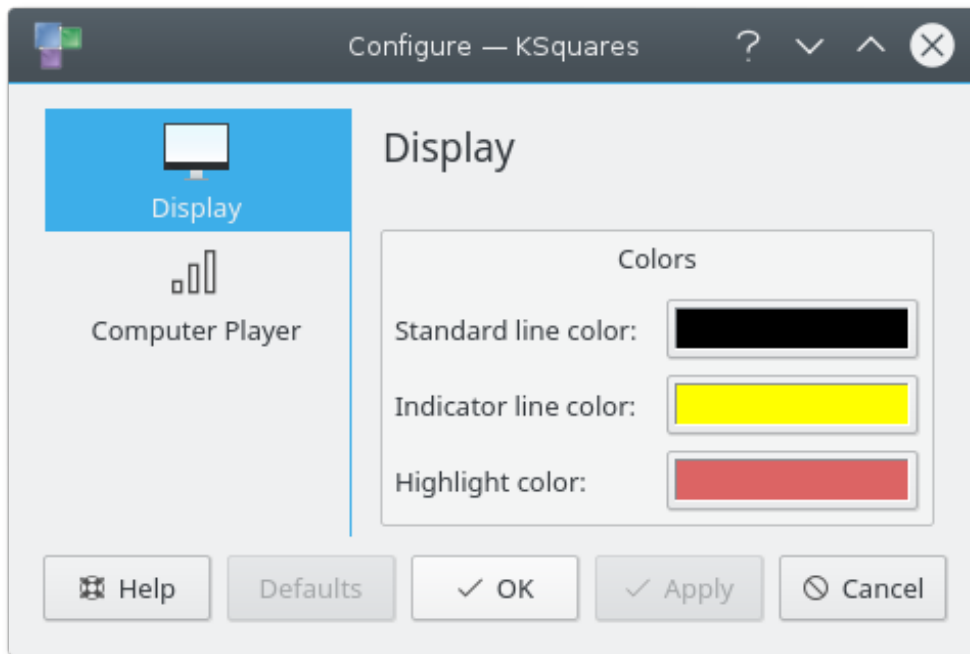 Configure — KSquares
Display
Computer Player
Display
Colors
Standard line color:
Indicator line color:
Highlight color:
Help
Defaults
OK
Apply
Cancel